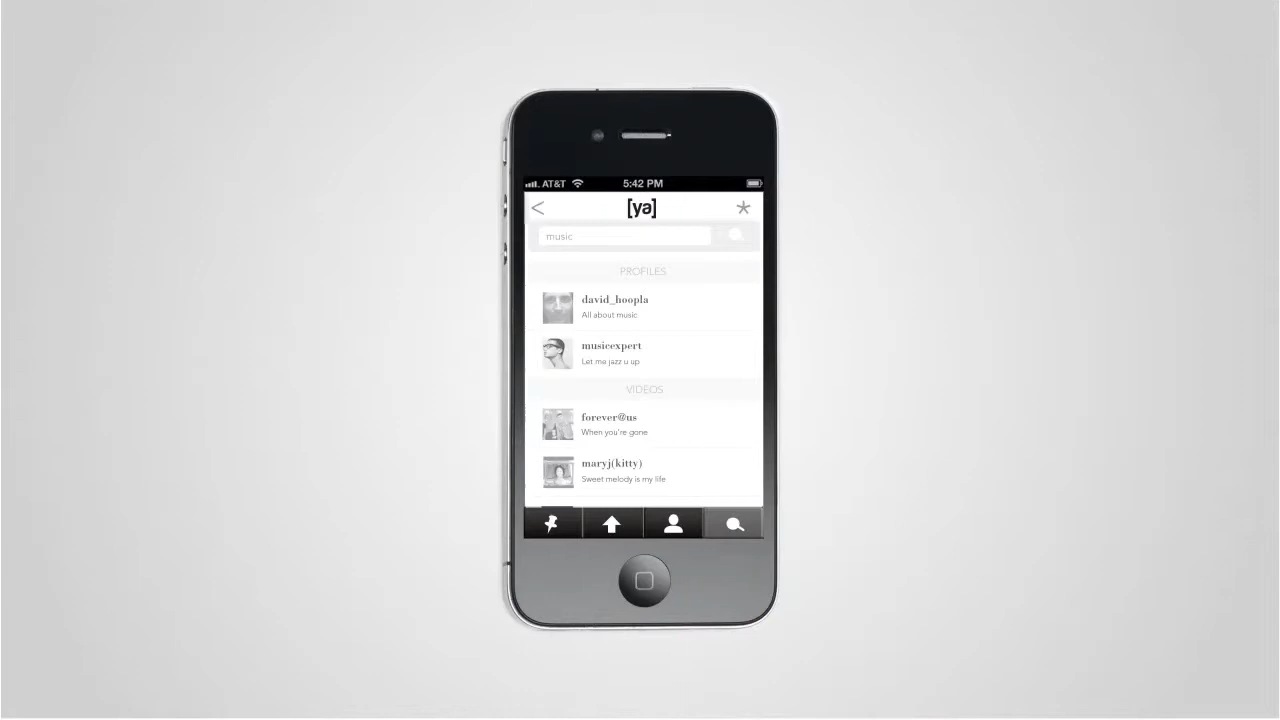 AT&T 5:42 PM
< [yə] *
music
PROFILES
david_hoopla
All about music
musicexpert
Let me jazz u up
VIDEOS
forever@us
When you're gone
maryj(kitty)
Sweet melody is my life